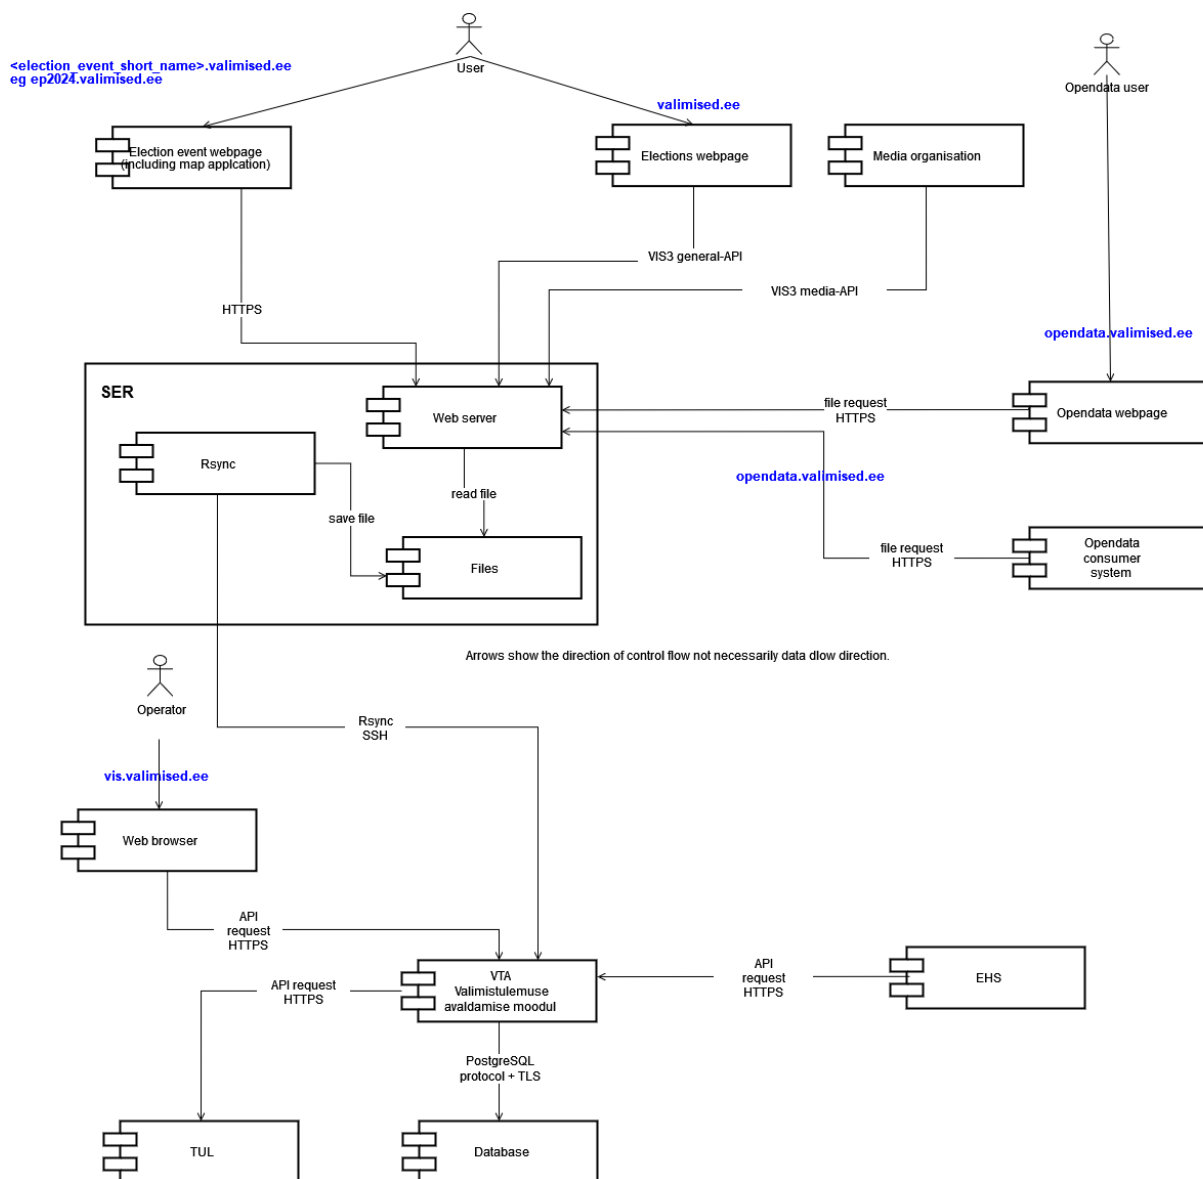 <election_event_short_name>.valimised.ee
eg ep2024.valimised.ee
User
valimised.ee
Opendata user
Election event webpage
(including map applcation)
Elections webpage
Media organisation
VIS3 general-API
VIS3 media-API
HTTPS
opendata.valimised.ee
SER
Web server
file request
HTTPS
Opendata webpage
Rsync
read file
opendata.valimised.ee
save file
Files
file request
HTTPS
Opendata
consumer
system
Arrows show the direction of control flow not necessarily data dlow direction.
Operator
Rsync
SSH
vis.valimised.ee
Web browser
API
request
HTTPS
VTA
Valimistulemuse
avaldamise moodul
API request
HTTPS
API
request
HTTPS
EHS
PostgreSQL
protocol + TLS
TUL
Database